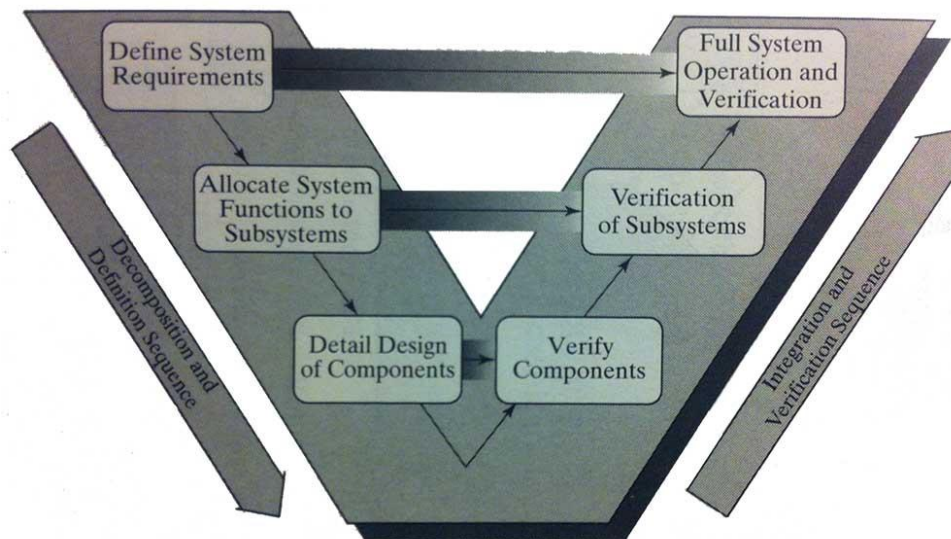 Define System
Requirements
Full System
Operation and
Verification
Allocate System
Functions to
Subsystems
Verification
of Subsystems
Detail Design
of Components
Verify
Components
Decomposition and
Definition Sequence
Integration and
Verification Sequence